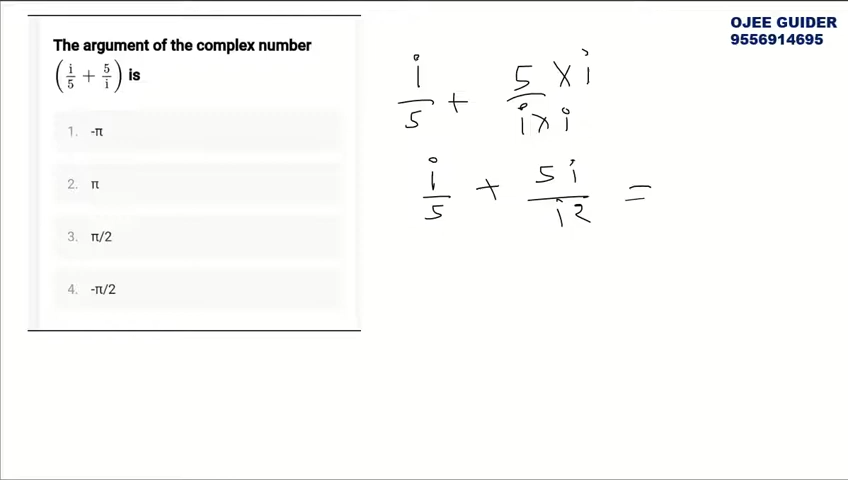 OJEE GUIDER
9556914695
The argument of the complex number
(i/5 + 5/i) is
1. -π
2. π
3. π/2
4. -π/2
i/5 + 5 × i / i × i
i/5 + 5i/i² =